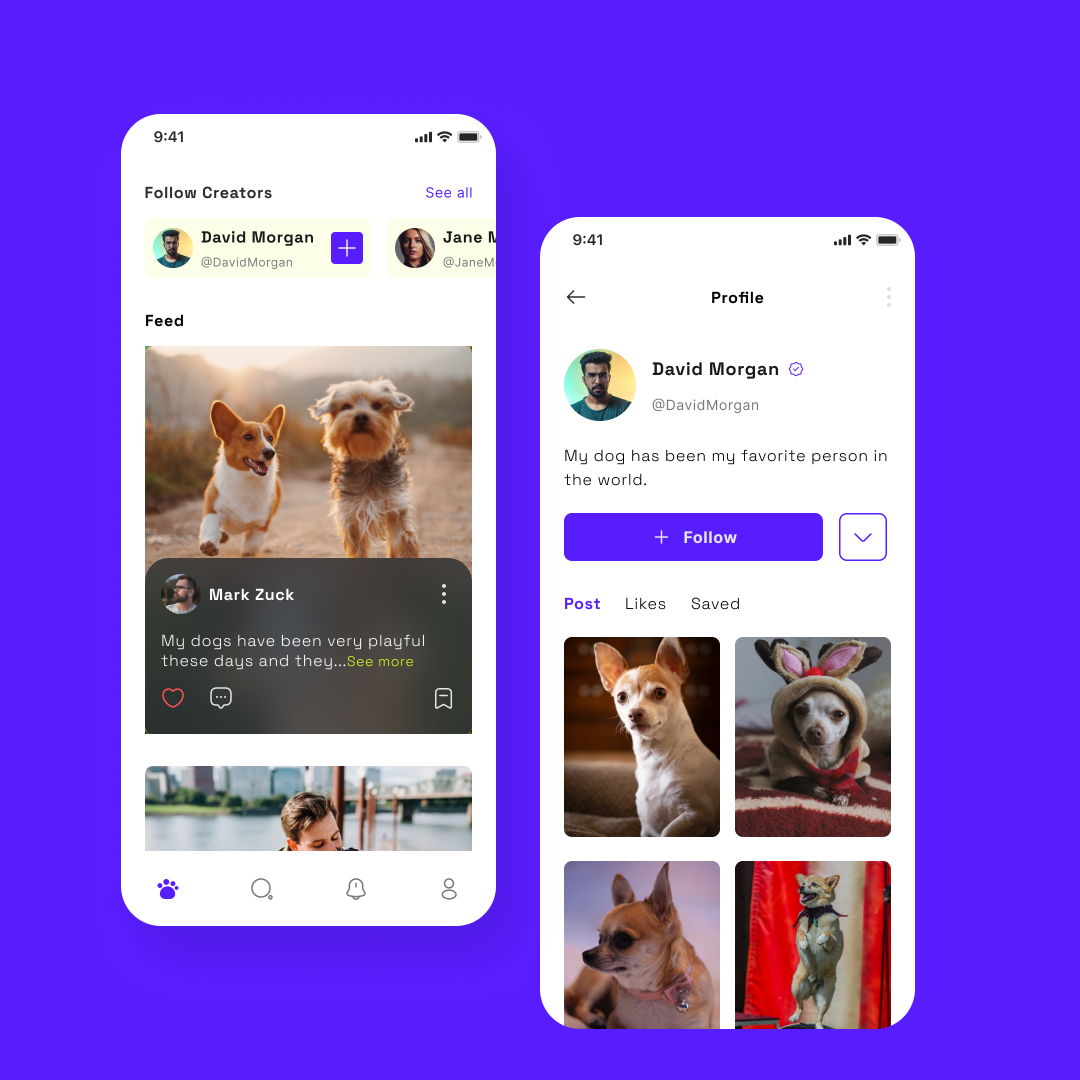 9:41
Follow Creators
See all
David Morgan
@DavidMorgan
Jane M
@JaneMo
Feed
Mark Zuck
My dogs have been very playful
these days and they...See more
9:41
Profile
David Morgan
@DavidMorgan
My dog has been my favorite person in
the world.
Follow
Post Likes Saved